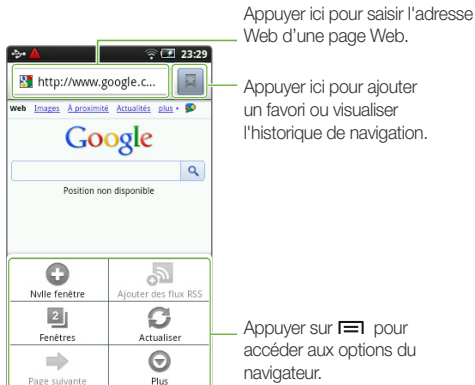 Appuyer ici pour saisir l'adresse
Web d'une page Web.
23:29
http://www.google.c...
Appuyer ici pour ajouter
un favori ou visualiser
l'historique de navigation.
Web Images À proximité Actualités plus
Google
Position non disponible
Nvlle fenêtre
Ajouter des flux RSS
2
Fenêtres
Actualiser
Page suivante
Plus
Appuyer sur pour
accéder aux options du
navigateur.